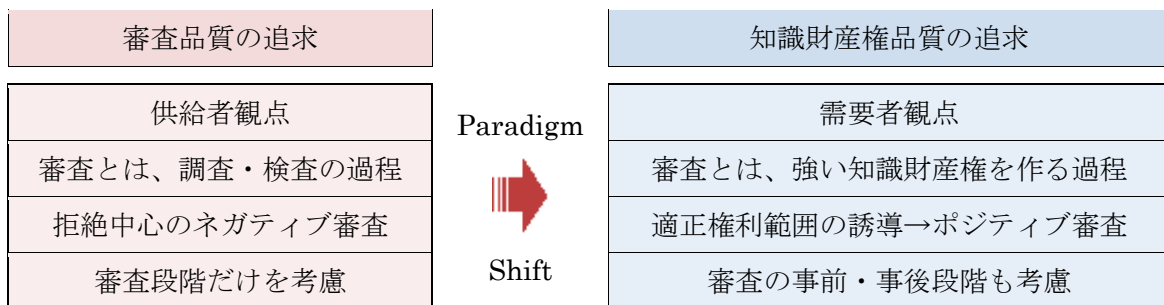 審査品質の追求
知識財産権品質の追求
供給者観点
審査とは、調査・検査の過程
拒絶中心のネガティブ審査
審査段階だけを考慮
Paradigm
Shift
需要者観点
審査とは、強い知識財産権を作る過程
適正権利範囲の誘導→ポジティブ審査
審査の事前・事後段階も考慮